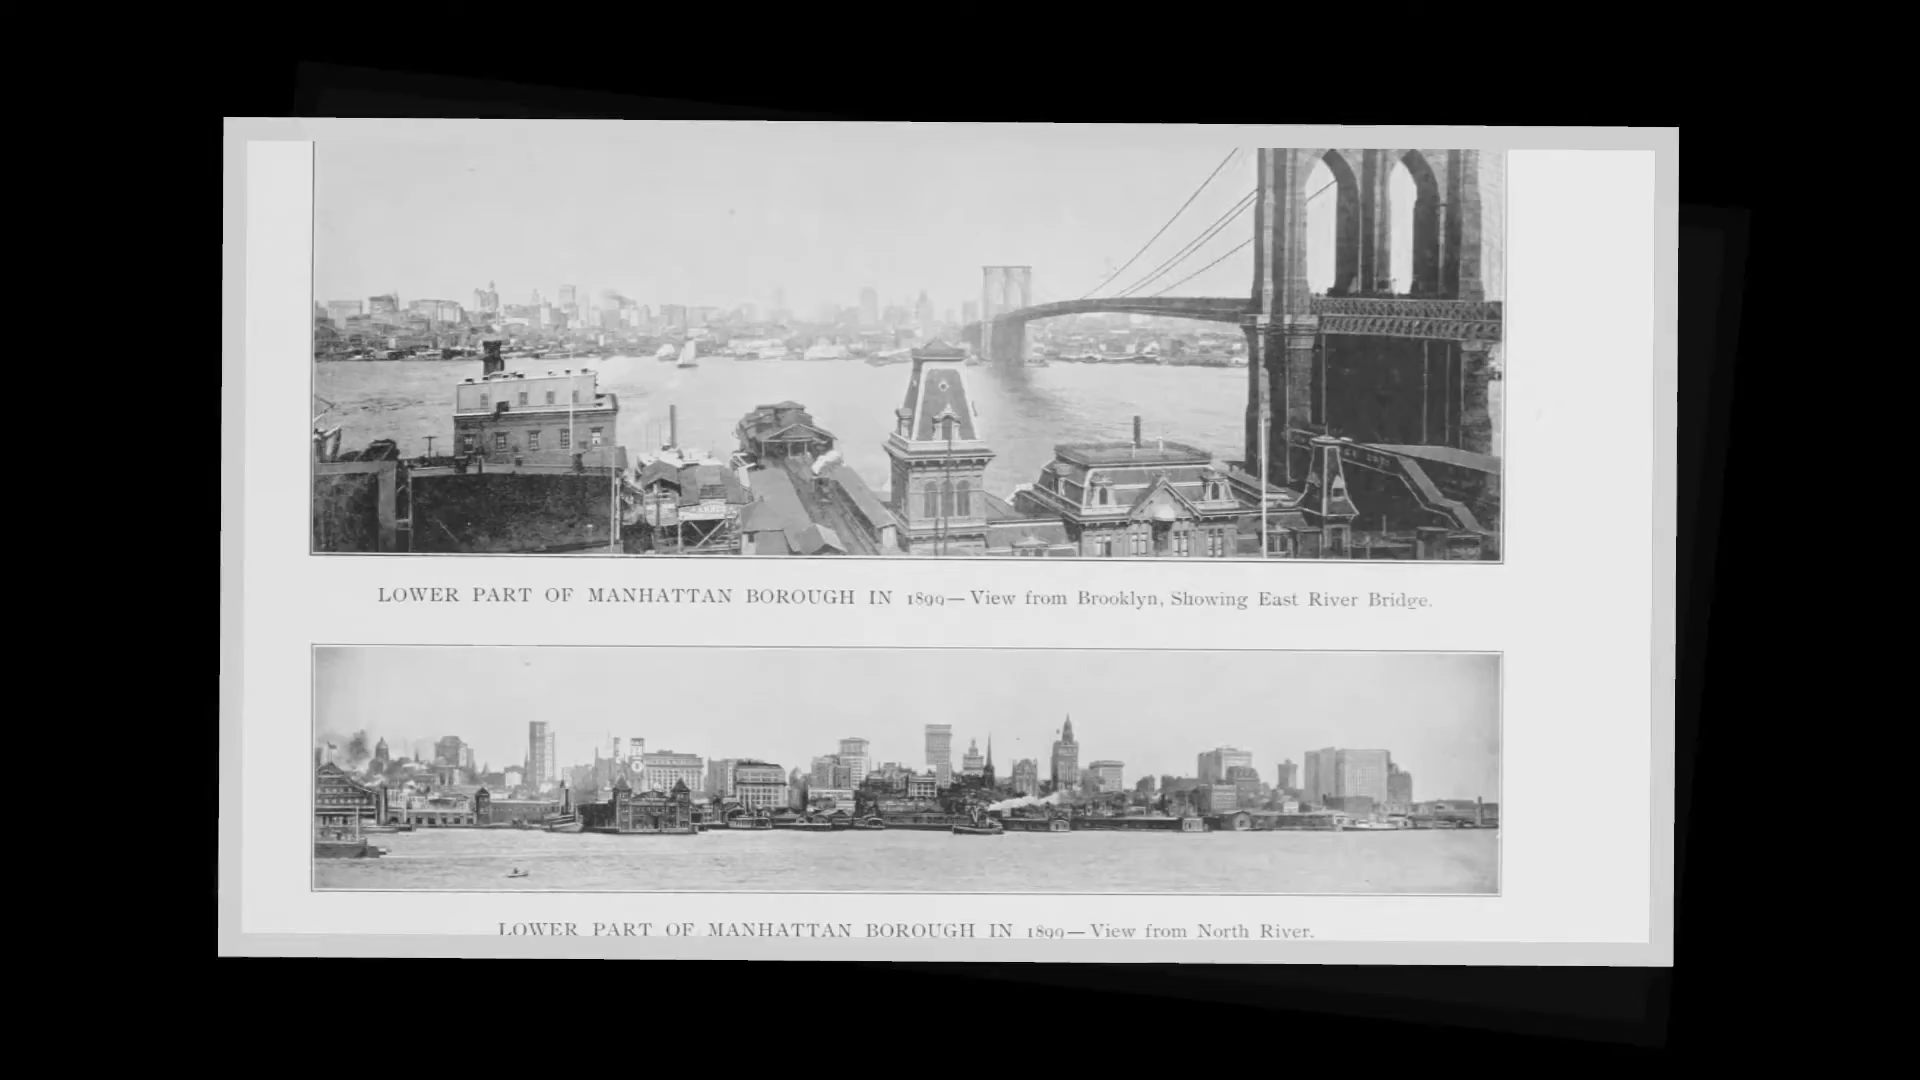 LOWER PART OF MANHATTAN BOROUGH IN 1899—View from Brooklyn, Showing East River Bridge.
LOWER PART OF MANHATTAN BOROUGH IN 1899—View from North River.